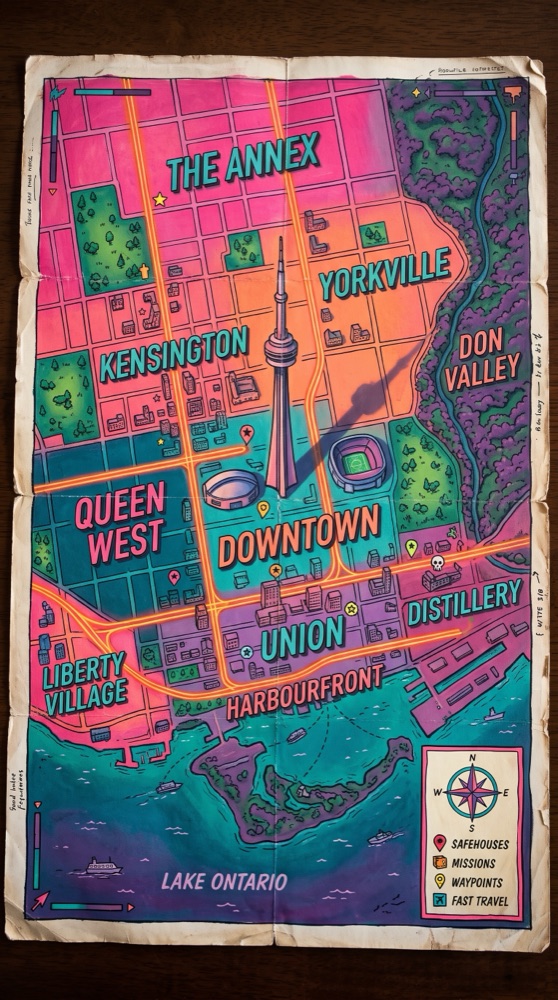 THE ANNEX
YORKVILLE
KENSINGTON
DON
VALLEY
QUEEN
WEST
DOWNTOWN
DISTILLERY
UNION
LIBERTY
VILLAGE
HARBOURFRONT
N
W
E
S
SAFEHOUSES
MISSIONS
WAYPOINTS
FAST TRAVEL
LAKE ONTARIO